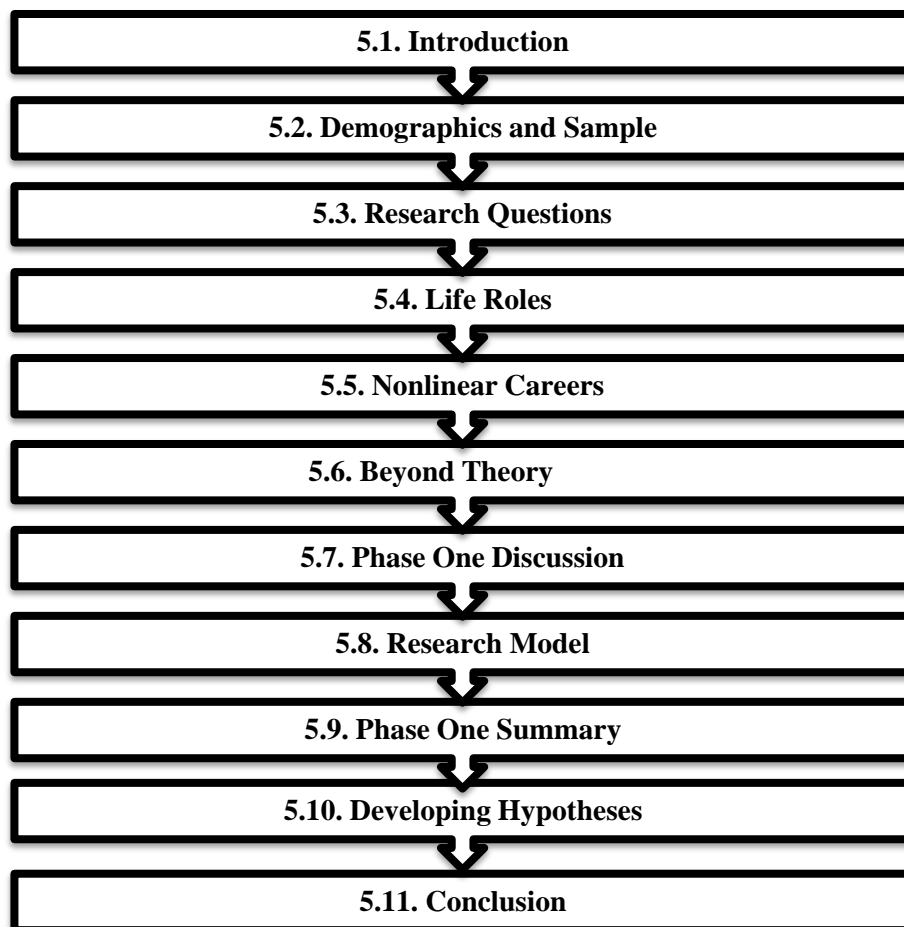 5.1. Introduction
5.2. Demographics and Sample
5.3. Research Questions
5.4. Life Roles
5.5. Nonlinear Careers
5.6. Beyond Theory
5.7. Phase One Discussion
5.8. Research Model
5.9. Phase One Summary
5.10. Developing Hypotheses
5.11. Conclusion